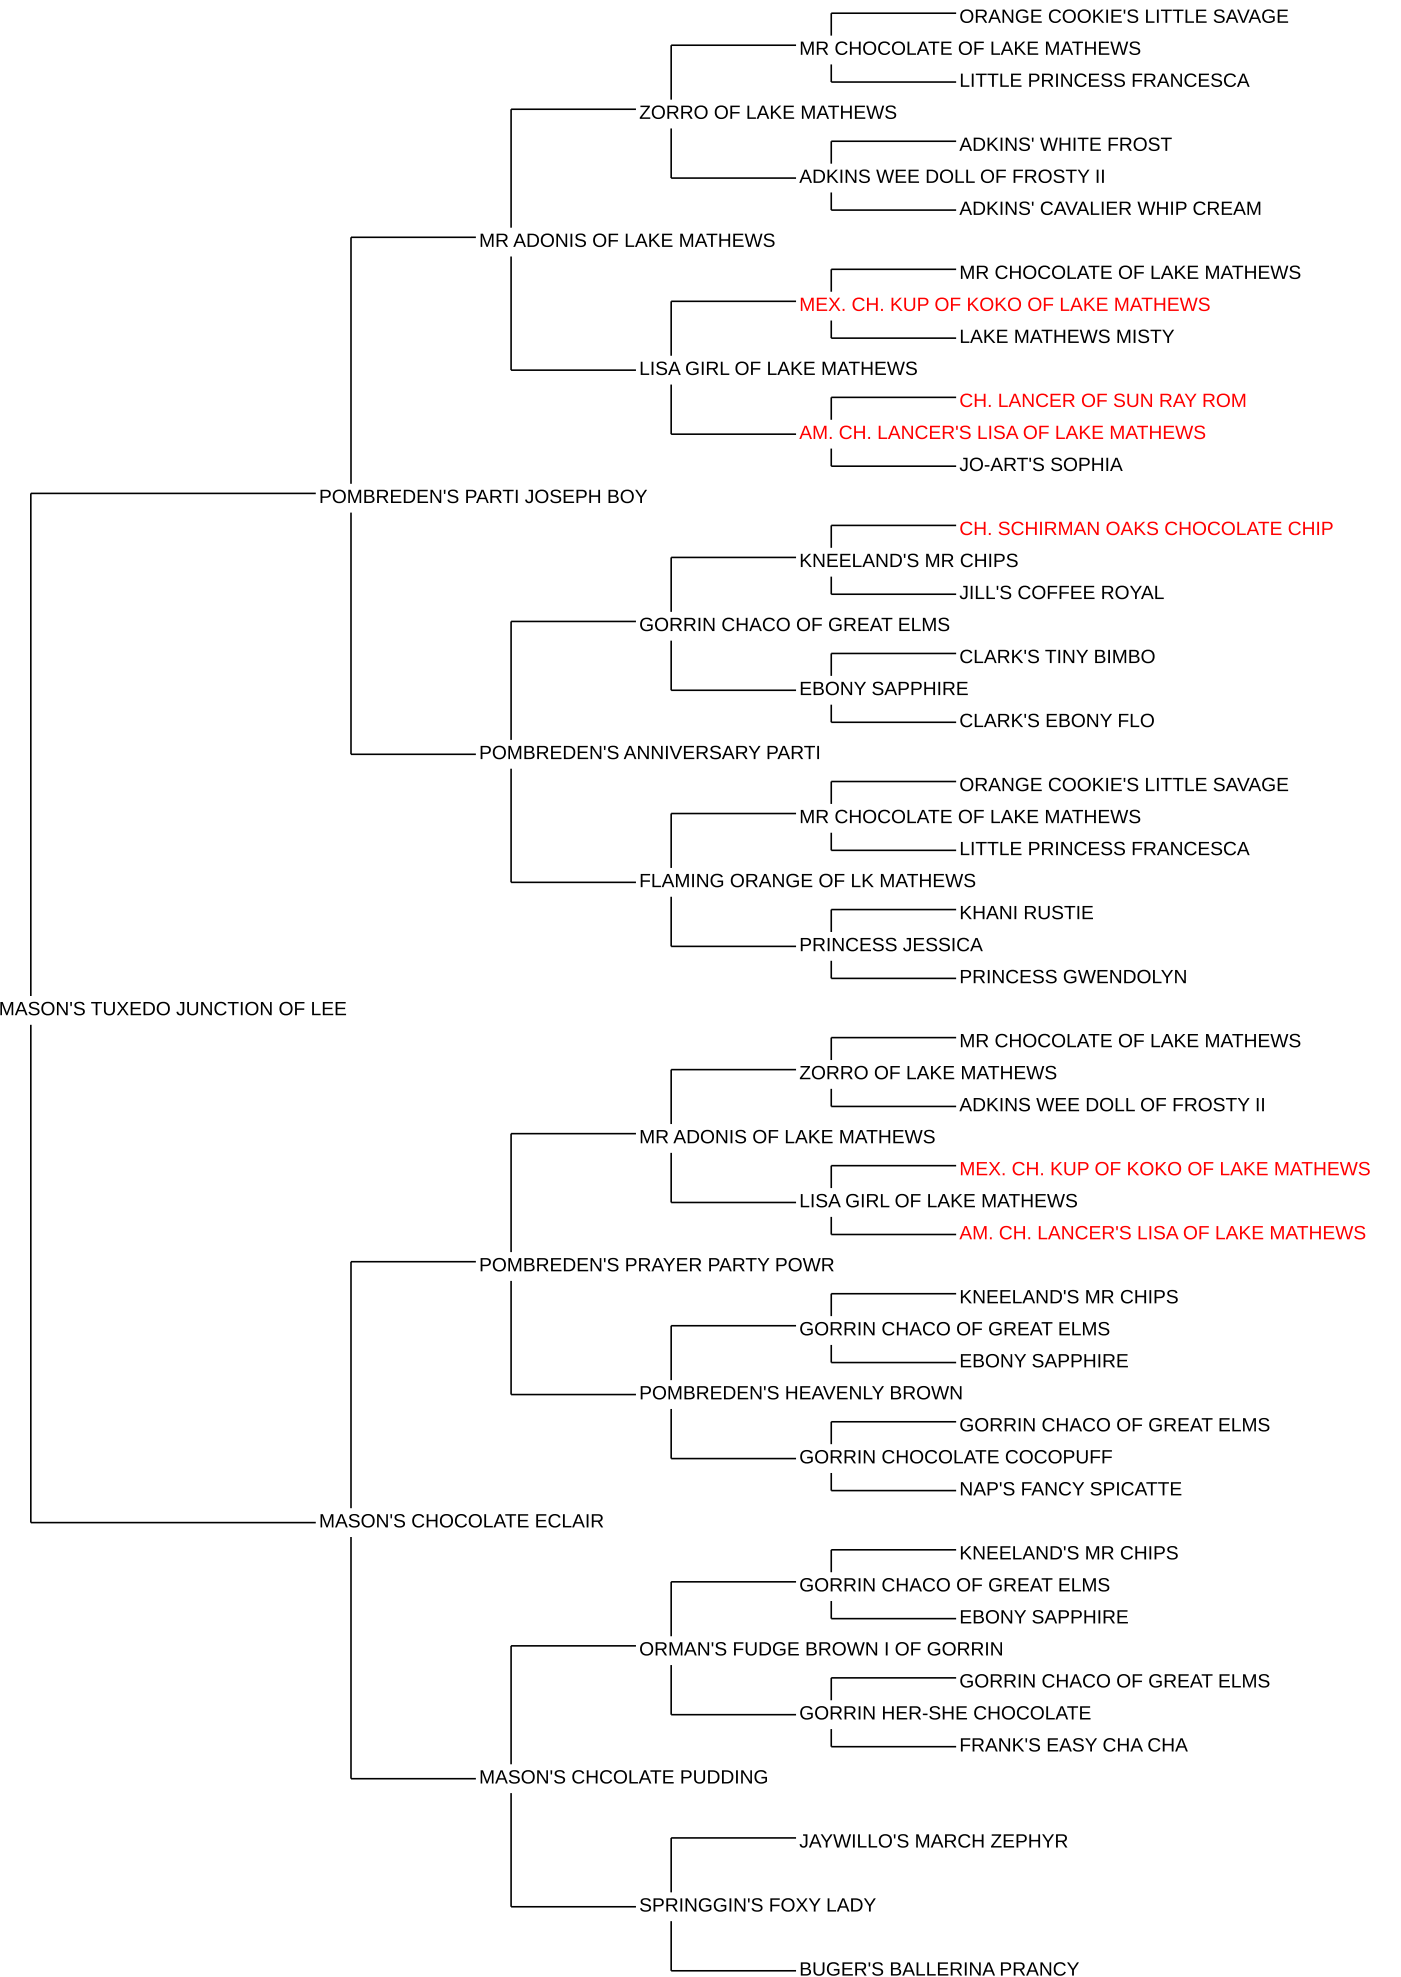 ORANGE COOKIE'S LITTLE SAVAGE
MR CHOCOLATE OF LAKE MATHEWS
LITTLE PRINCESS FRANCESCA
ZORRO OF LAKE MATHEWS
ADKINS' WHITE FROST
ADKINS WEE DOLL OF FROSTY II
ADKINS' CAVALIER WHIP CREAM
MR ADONIS OF LAKE MATHEWS
MR CHOCOLATE OF LAKE MATHEWS
MEX. CH. KUP OF KOKO OF LAKE MATHEWS
LAKE MATHEWS MISTY
LISA GIRL OF LAKE MATHEWS
CH. LANCER OF SUN RAY ROM
AM. CH. LANCER'S LISA OF LAKE MATHEWS
JO-ART'S SOPHIA
POMBREDEN'S PARTI JOSEPH BOY
CH. SCHIRMAN OAKS CHOCOLATE CHIP
KNEELAND'S MR CHIPS
JILL'S COFFEE ROYAL
GORRIN CHACO OF GREAT ELMS
CLARK'S TINY BIMBO
EBONY SAPPHIRE
CLARK'S EBONY FLO
POMBREDEN'S ANNIVERSARY PARTI
ORANGE COOKIE'S LITTLE SAVAGE
MR CHOCOLATE OF LAKE MATHEWS
LITTLE PRINCESS FRANCESCA
FLAMING ORANGE OF LK MATHEWS
KHANI RUSTIE
PRINCESS JESSICA
PRINCESS GWENDOLYN
MASON'S TUXEDO JUNCTION OF LEE
MR CHOCOLATE OF LAKE MATHEWS
ZORRO OF LAKE MATHEWS
ADKINS WEE DOLL OF FROSTY II
MR ADONIS OF LAKE MATHEWS
MEX. CH. KUP OF KOKO OF LAKE MATHEWS
LISA GIRL OF LAKE MATHEWS
AM. CH. LANCER'S LISA OF LAKE MATHEWS
POMBREDEN'S PRAYER PARTY POWR
KNEELAND'S MR CHIPS
GORRIN CHACO OF GREAT ELMS
EBONY SAPPHIRE
POMBREDEN'S HEAVENLY BROWN
GORRIN CHACO OF GREAT ELMS
GORRIN CHOCOLATE COCOPUFF
NAP'S FANCY SPICATTE
MASON'S CHOCOLATE ECLAIR
KNEELAND'S MR CHIPS
GORRIN CHACO OF GREAT ELMS
EBONY SAPPHIRE
ORMAN'S FUDGE BROWN I OF GORRIN
GORRIN CHACO OF GREAT ELMS
GORRIN HER-SHE CHOCOLATE
FRANK'S EASY CHA CHA
MASON'S CHCOLATE PUDDING
JAYWILLO'S MARCH ZEPHYR
SPRINGGIN'S FOXY LADY
BUGER'S BALLERINA PRANCY